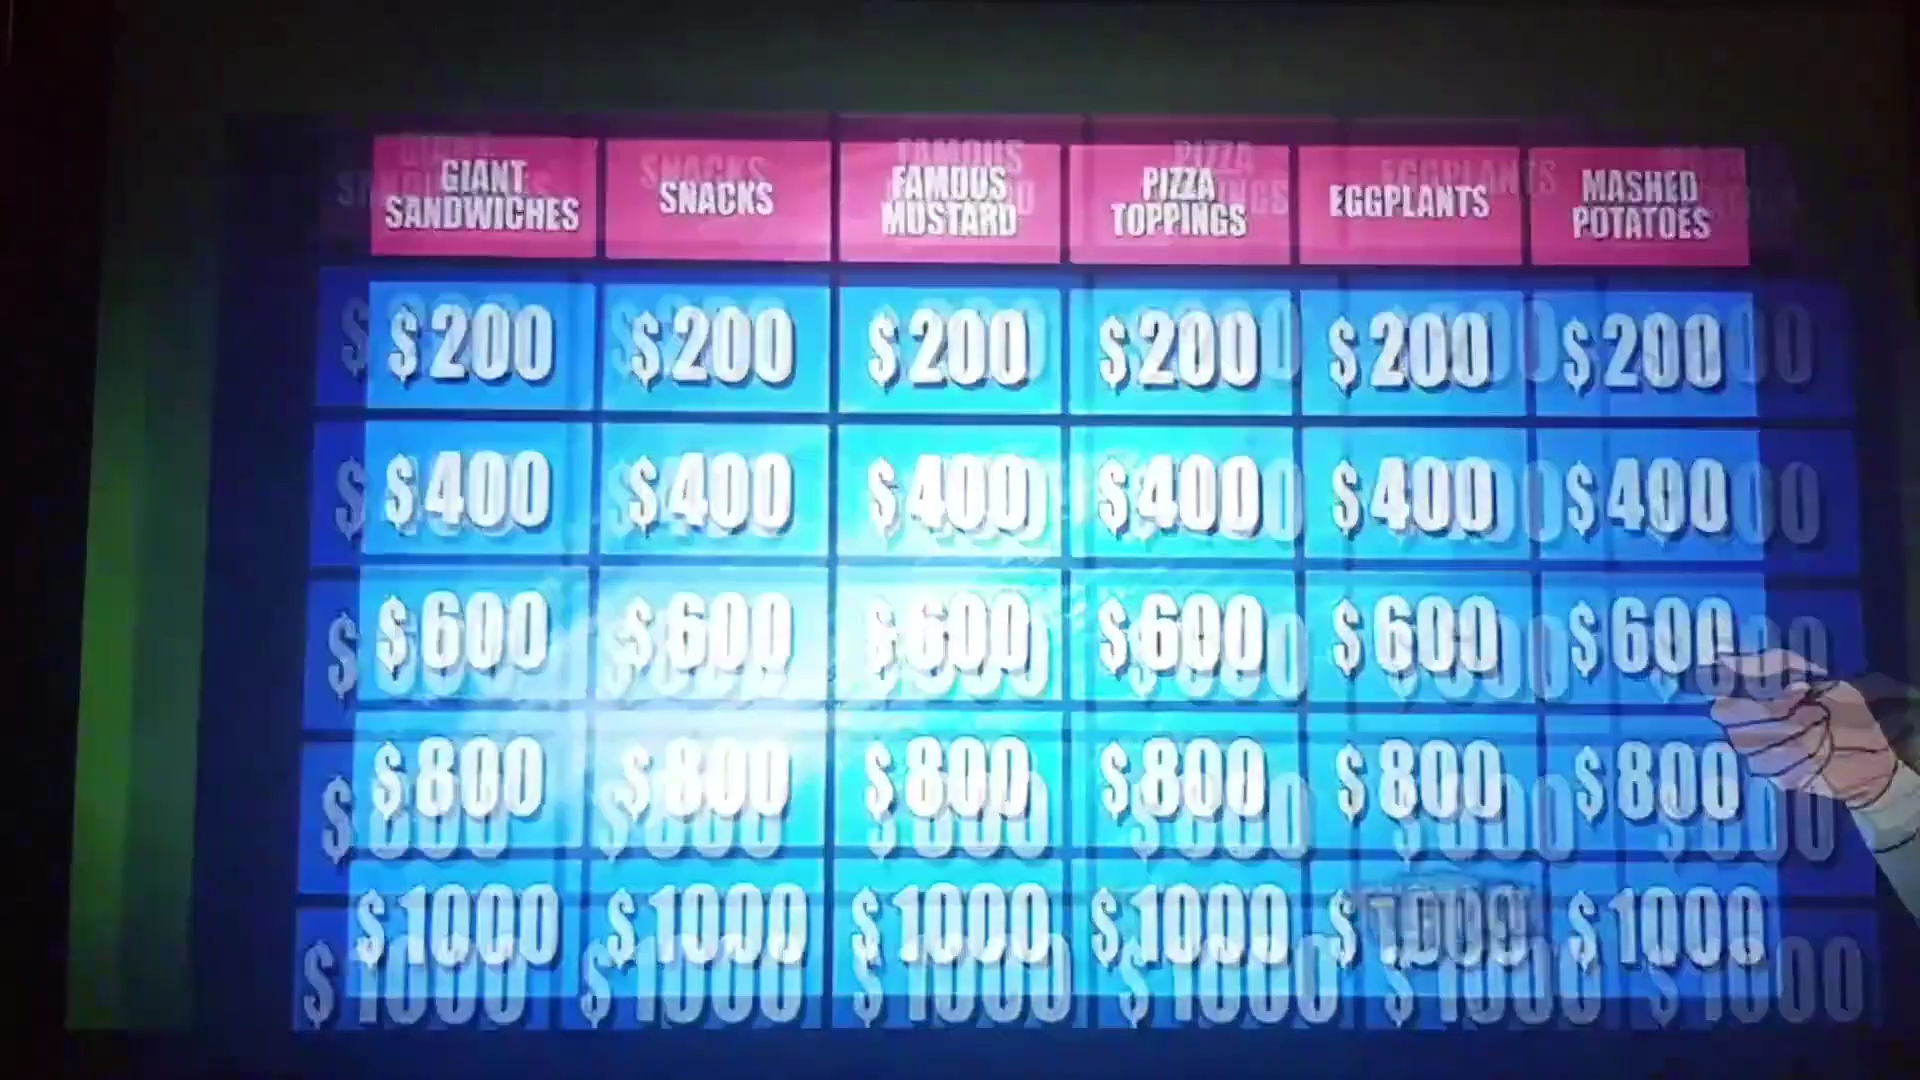 GIANT
SANDWICHES
SNACKS
FAMOUS
MUSTARD
PIZZA
TOPPINGS
EGGPLANTS
MASHED
POTATOES
$200 $200 $200 $200 $200 $200
$400 $400 $400 $400 $400 $400
$600 $600 $600 $600 $600 $600
$800 $800 $800 $800 $800 $800
$1000 $1000 $1000 $1000 $1000 $1000